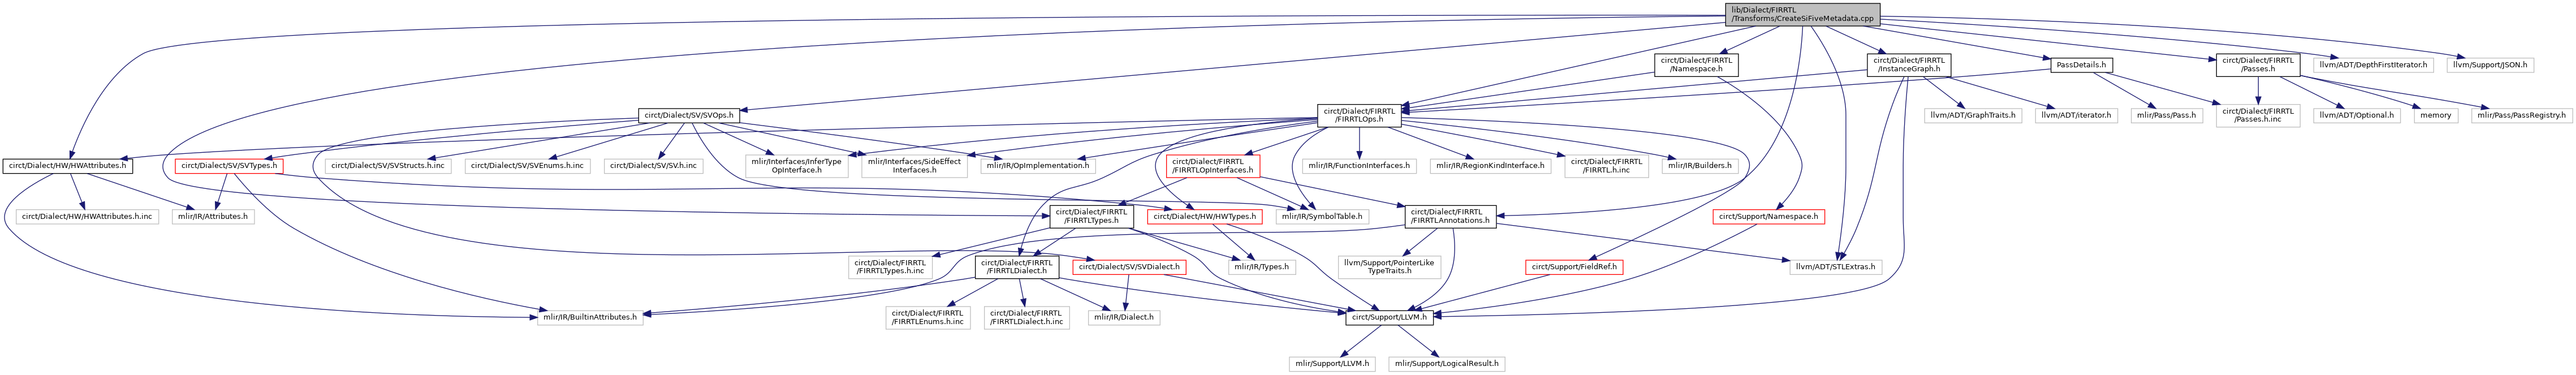 lib/Dialect/FIRRTL
/Transforms/CreateSiFiveMetadata.cpp
circt/Dialect/FIRRTL
/Namespace.h
circt/Dialect/FIRRTL
/InstanceGraph.h
PassDetails.h
circt/Dialect/FIRRTL
/Passes.h
llvm/ADT/DepthFirstIterator.h
llvm/Support/JSON.h
circt/Dialect/SV/SVOps.h
circt/Dialect/FIRRTL
/FIRRTLOps.h
llvm/ADT/GraphTraits.h
llvm/ADT/iterator.h
mlir/Pass/Pass.h
circt/Dialect/FIRRTL
/Passes.h.inc
llvm/ADT/Optional.h
memory
mlir/Pass/PassRegistry.h
circt/Dialect/HW/HWAttributes.h
circt/Dialect/SV/SVTypes.h
circt/Dialect/SV/SVStructs.h.inc
circt/Dialect/SV/SVEnums.h.inc
circt/Dialect/SV/SV.h.inc
mlir/Interfaces/InferType
OpInterface.h
mlir/Interfaces/SideEffect
Interfaces.h
mlir/IR/OpImplementation.h
circt/Dialect/FIRRTL
/FIRRTLOpInterfaces.h
mlir/IR/FunctionInterfaces.h
mlir/IR/RegionKindInterface.h
circt/Dialect/FIRRTL
/FIRRTL.h.inc
mlir/IR/Builders.h
circt/Dialect/HW/HWAttributes.h.inc
mlir/IR/Attributes.h
circt/Dialect/FIRRTL
/FIRRTLTypes.h
circt/Dialect/HW/HWTypes.h
mlir/IR/SymbolTable.h
circt/Dialect/FIRRTL
/FIRRTLAnnotations.h
circt/Support/Namespace.h
circt/Dialect/FIRRTL
/FIRRTLTypes.h.inc
circt/Dialect/FIRRTL
/FIRRTLDialect.h
circt/Dialect/SV/SVDialect.h
mlir/IR/Types.h
llvm/Support/PointerLike
TypeTraits.h
circt/Support/FieldRef.h
llvm/ADT/STLExtras.h
mlir/IR/BuiltinAttributes.h
circt/Dialect/FIRRTL
/FIRRTLEnums.h.inc
circt/Dialect/FIRRTL
/FIRRTLDialect.h.inc
mlir/IR/Dialect.h
circt/Support/LLVM.h
mlir/Support/LLVM.h
mlir/Support/LogicalResult.h